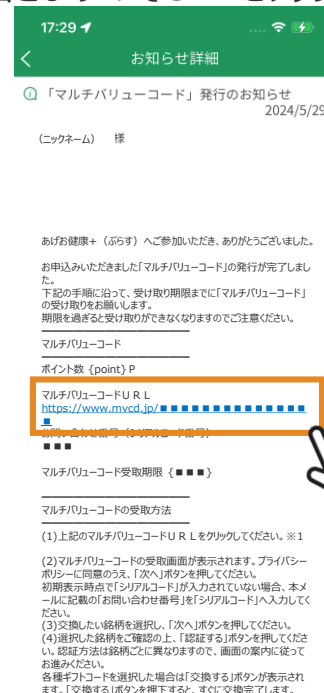 17:29
お知らせ詳細
「マルチバリューコード」発行のお知らせ
2024/5/29
(ニックネーム) 様
あげお健康+(ぷらす)へご参加いただき、ありがとうございました。
お申込みいただきました「マルチバリューコード」の発行が完了しまし
た。
下記の手順に沿って、受け取り期限までに「マルチバリューコード」
の受け取りをお願いします。
期限を過ぎると受け取りができなくなりますのでご注意ください。
マルチバリューコード
ポイント数 {point} P
マルチバリューコードURL
https://www.mvcd.jp/■■■■■■■■■■■■■■
■
■■■
マルチバリューコード受取期限 {■■■}
マルチバリューコードの受取方法
(1)上記のマルチバリューコードURLをクリックしてください。※1
(2)マルチバリューコードの受取画面が表示されます。プライバシー
ポリシーに同意のうえ、「次へ」ボタンを押してください。
初期表示時点で「シリアルコード」が入力されていない場合、本メ
ールに記載の「お問い合わせ番号」を「シリアルコード」へ入力してく
ださい。
(3)交換したい銘柄を選択し、「次へ」ボタンを押してください。
(4)選択した銘柄をご確認の上、「認証する」ボタンを押してくださ
い。認証方法は銘柄ごとに異なりますので、画面の案内に従って
お進みください。
各種ギフトコードを選択した場合は「交換する」ボタンが表示され
ます。「交換する」ボタンを押下すると、すぐに交換完了します。